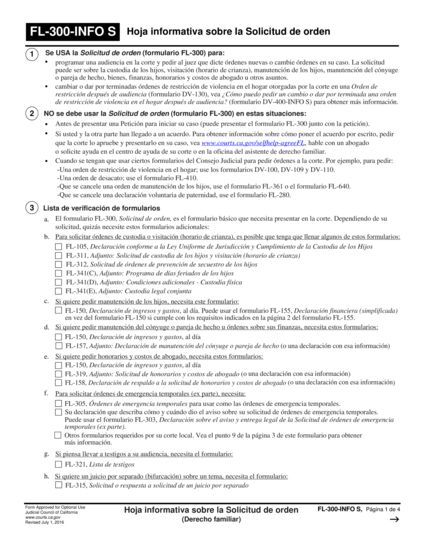 FL-300-INFO S Hoja informativa sobre la Solicitud de orden
1 Se USA la Solicitud de orden (formulario FL-300) para:
• programar una audiencia en la corte y pedir al juez que dicte órdenes nuevas o cambie órdenes en su caso. La solicitud
puede ser sobre la custodia de los hijos, visitación (horario de crianza), manutención de los hijos, manutención del cónyuge
o pareja de hecho, bienes, finanzas, honorarios y costas de abogado u otros asuntos.
• cambiar o dar por terminadas órdenes de restricción de violencia en el hogar otorgadas por la corte en una Orden de
restricción después de audiencia (formulario DV-130), vea ¿Cómo puedo pedir un cambio o dar por terminada una orden
de restricción de violencia en el hogar después de audiencia? (formulario DV-400-INFO S) para obtener más información.
2 NO se debe usar la Solicitud de orden (formulario FL-300) en estas situaciones:
• Antes de presentar una Petición para iniciar su caso (puede presentar el formulario FL-300 junto con la petición).
• Si usted y la otra parte han llegado a un acuerdo. Para obtener información sobre cómo poner el acuerdo por escrito, pedir
que la corte lo apruebe y presentarlo en su caso, vea www.courts.ca.gov/selfhelp-agreeFL, hable con un abogado
o solicite ayuda en el centro de ayuda de su corte o en la oficina del asistente de derecho familiar.
• Cuando se tengan que usar ciertos formularios del Consejo Judicial para pedir órdenes a la corte. Por ejemplo, para pedir:
-Una orden de restricción de violencia en el hogar; use los formularios DV-100, DV-109 y DV-110.
-Una orden de desacato; use el formulario FL-410.
-Que se cancele una orden de manutención de los hijos, use el formulario FL-361 o el formulario FL-640.
-Que se cancele una declaración voluntaria de paternidad, use el formulario FL-280.
3 Lista de verificación de formularios
a. El formulario FL-300, Solicitud de orden, es el formulario básico que necesita presentar en la corte. Dependiendo de su
solicitud, quizás necesite estos formularios adicionales:
b. Para solicitar órdenes de custodia o visitación (horario de crianza), es posible que tenga que llenar algunos de estos formularios:
FL-105, Declaración conforme a la Ley Uniforme de Jurisdicción y Cumplimiento de la Custodia de los Hijos
FL-311, Adjunto: Solicitud de custodia de los hijos y visitación (horario de crianza)
FL-312, Solicitud de órdenes de prevención de secuestro de los hijos
FL-341(C), Adjunto: Programa de días feriados de los hijos
FL-341(D), Adjunto: Condiciones adicionales - Custodia física
FL-341(E), Adjunto: Custodia legal conjunta
c. Si quiere pedir manutención de los hijos, necesita este formulario:
FL-150, Declaración de ingresos y gastos, al día. Puede usar el formulario FL-155, Declaración financiera (simplificada)
en vez del formulario FL-150 si cumple con los requisitos indicados en la página 2 del formulario FL-155.
d. Si quiere pedir manutención del cónyuge o pareja de hecho u órdenes sobre sus finanzas, necesita estos formularios:
FL-150, Declaración de ingresos y gastos, al día
FL-157, Adjunto: Declaración de manutención del cónyuge o pareja de hecho (o una declaración con esa información)
e. Si quiere pedir honorarios y costos de abogado, necesita estos formularios:
FL-150, Declaración de ingresos y gastos, al día
FL-319, Adjunto: Solicitud de honorarios y costos de abogado (o una declaración con esa información)
FL-158, Declaración de respaldo a la solicitud de honorarios y costos de abogado (o una declaración con esa información)
f. Para solicitar órdenes de emergencia temporales (ex parte), necesita:
FL-305, Órdenes de emergencia temporales para usar como las órdenes de emergencia temporales.
Su declaración que describa cómo y cuándo dio el aviso sobre su solicitud de órdenes de emergencia temporales.
Puede usar el formulario FL-303, Declaración sobre el aviso y entrega legal de la Solicitud de órdenes de emergencia
temporales (ex parte).
Otros formularios requeridos por su corte local. Vea el punto 9 de la página 3 de este formulario para obtener
más información.
g. Si piensa llevar a testigos a su audiencia, necesita el formulario:
FL-321, Lista de testigos
h. Si quiere un juicio por separado (bifurcación) sobre un tema, necesita el formulario:
FL-315, Solicitud o respuesta a solicitud de un juicio por separado
Form Approved for Optional Use
Judicial Council of California
www.courts.ca.gov
Revised July 1, 2016
Hoja informativa sobre la Solicitud de orden
(Derecho familiar)
FL-300-INFO S, Página 1 de 4